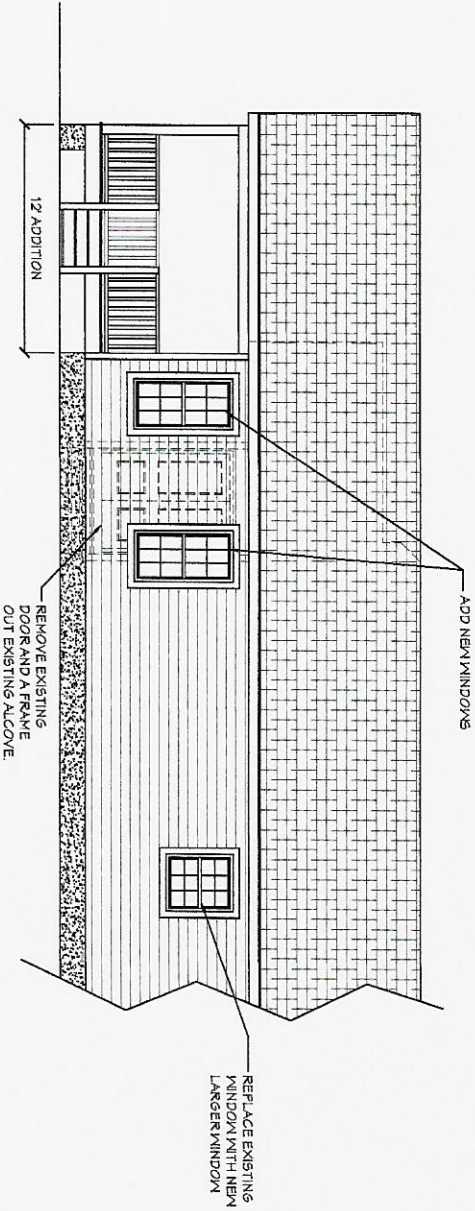 ADD NEW WINDOWS
12' ADDITION
REMOVE EXISTING
DOOR AND A FRAME
OUT EXISTING ALCOVE.
REPLACE EXISTING
WINDOW WITH NEW
LARGER WINDOW